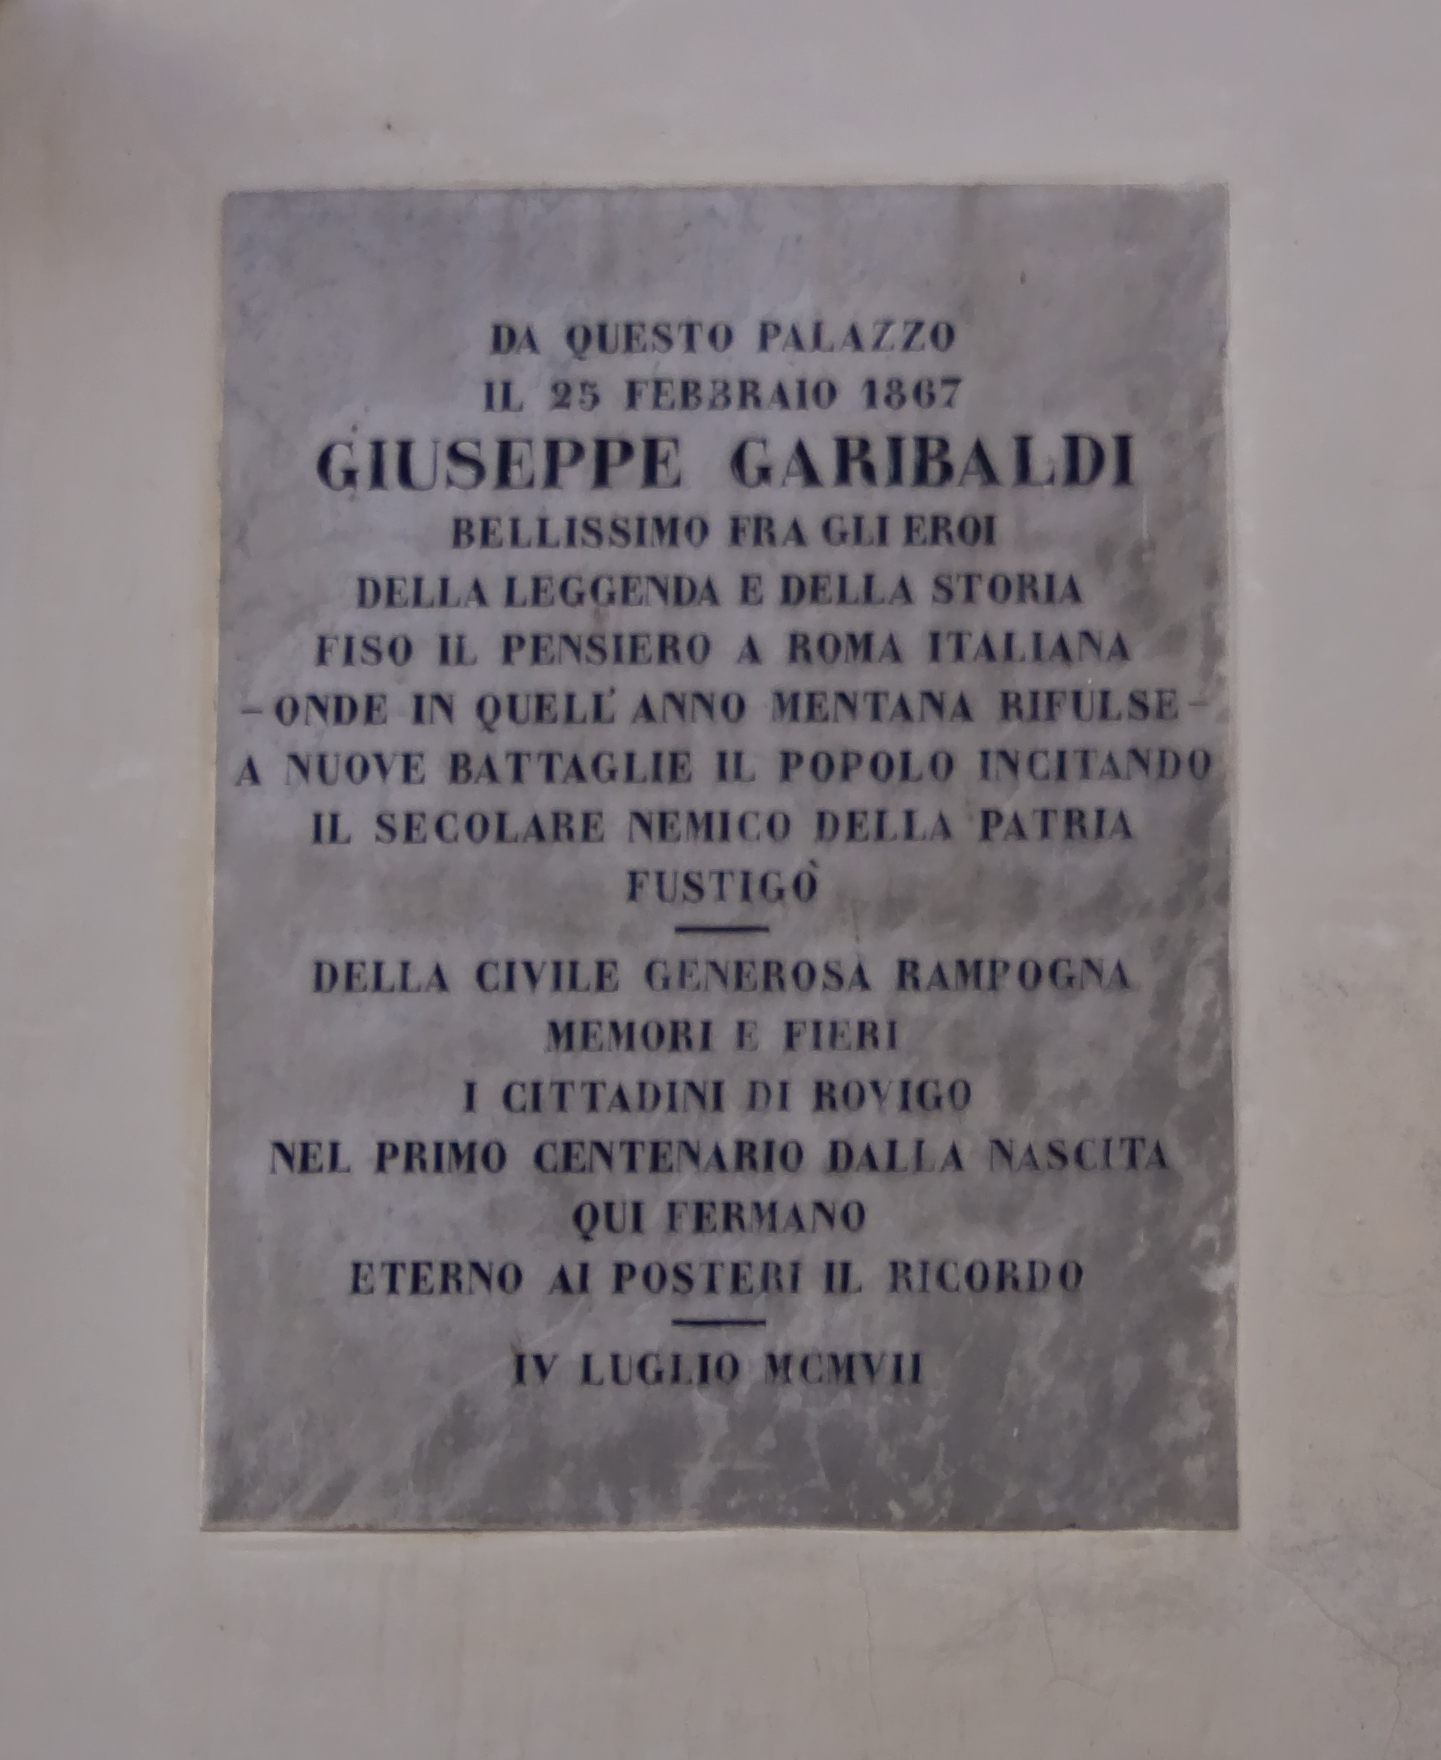 DA QUESTO PALAZZO
IL 25 FEBBRAIO 1867
GIUSEPPE GARIBALDI
BELLISSIMO FRA GLI EROI
DELLA LEGGENDA E DELLA STORIA
FISO IL PENSIERO A ROMA ITALIANA
– ONDE IN QUELL'ANNO MENTANA RIFULSE –
A NUOVE BATTAGLIE IL POPOLO INCITANDO
IL SECOLARE NEMICO DELLA PATRIA
FUSTIGÒ
DELLA CIVILE GENEROSA RAMPOGNA
MEMORI E FIERI
I CITTADINI DI ROVIGO
NEL PRIMO CENTENARIO DALLA NASCITA
QUI FERMANO
ETERNO AI POSTERI IL RICORDO
IV LUGLIO MCMVII